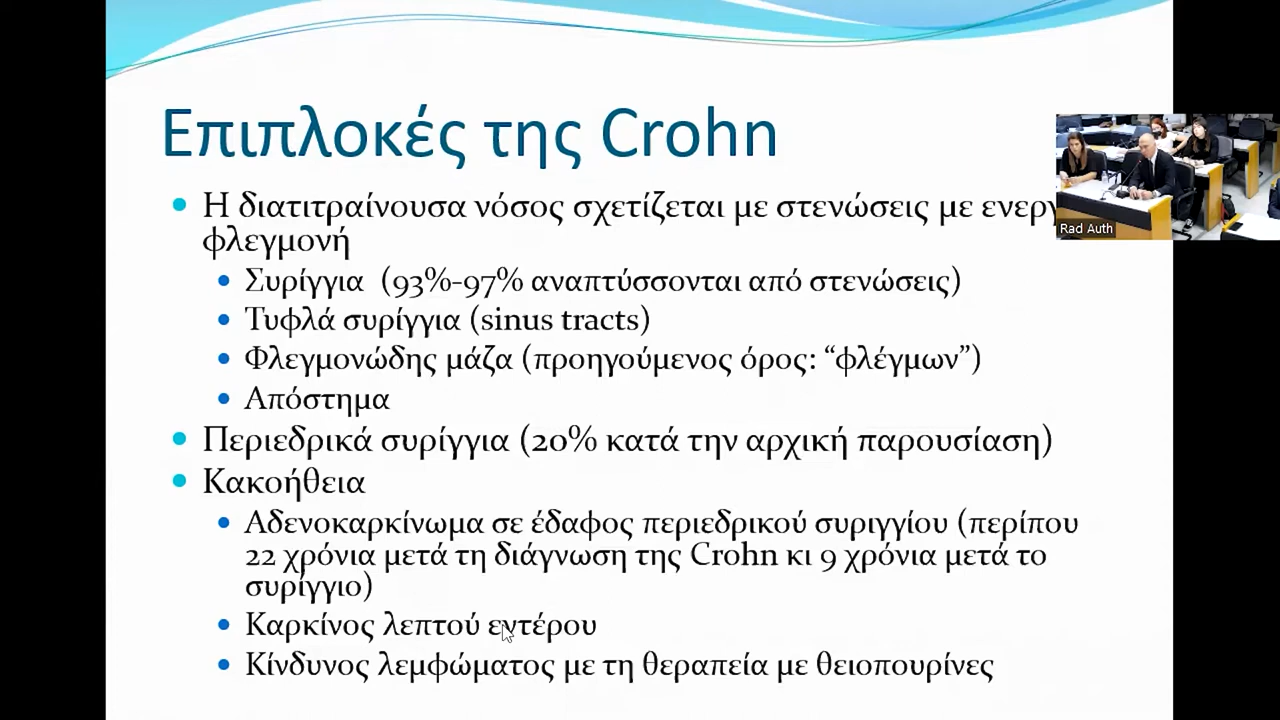 Επιπλοκές της Crohn
Η διατιτραίνουσα νόσος σχετίζεται με στενώσεις με
φλεγμονή
Συρίγγια (93%-97% αναπτύσσονται από στενώσεις)
Τυφλά συρίγγια (sinus tracts)
Φλεγμονώδης μάζα (προηγούμενος όρος: “φλέγμων”)
Απόστημα
Περιεδρικά συρίγγια (20% κατά την αρχική παρουσίαση)
Κακοήθεια
Αδενοκαρκίνωμα σε έδαφος περιεδρικού συριγγίου (περίπου
22 χρόνια μετά τη διάγνωση της Crohn κι 9 χρόνια μετά το
συρίγγιο)
Καρκίνος λεπτού εντέρου
Κίνδυνος λεμφώματος με τη θεραπεία με θειοπουρίνες
Rad Auth